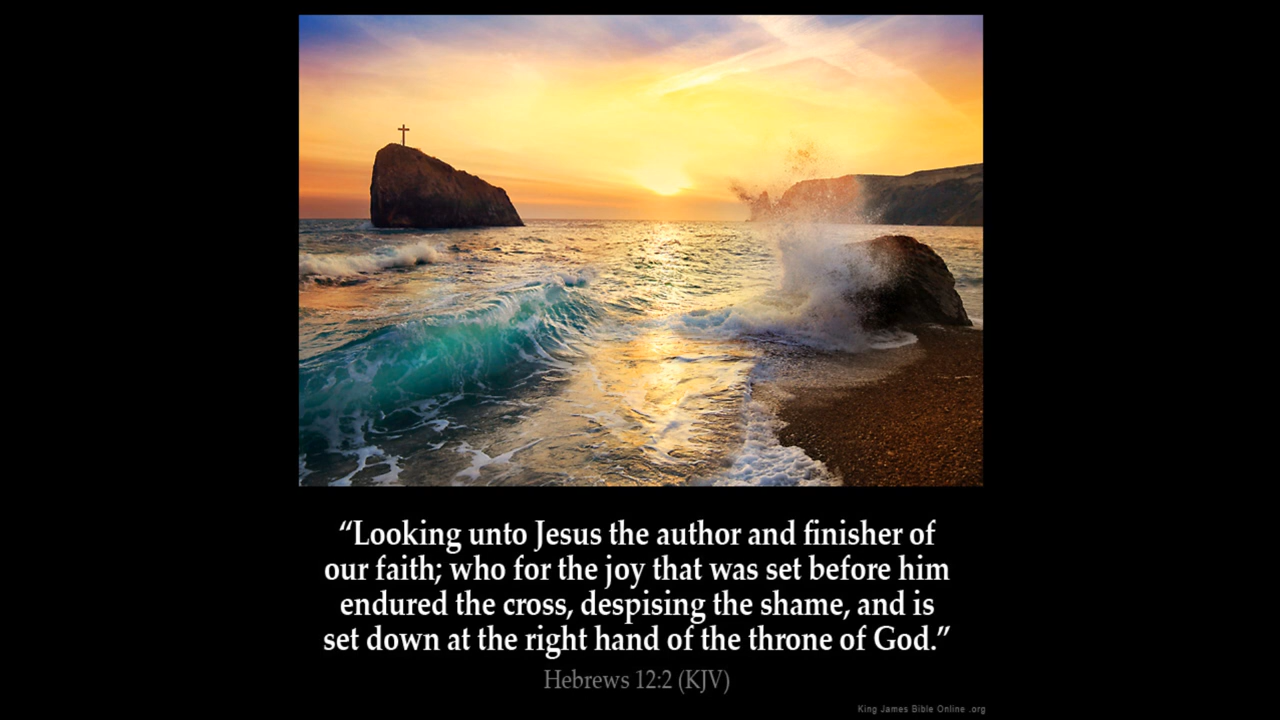 “Looking unto Jesus the author and finisher of
our faith; who for the joy that was set before him
endured the cross, despising the shame, and is
set down at the right hand of the throne of God.”
Hebrews 12:2 (KJV)
King James Bible Online .org